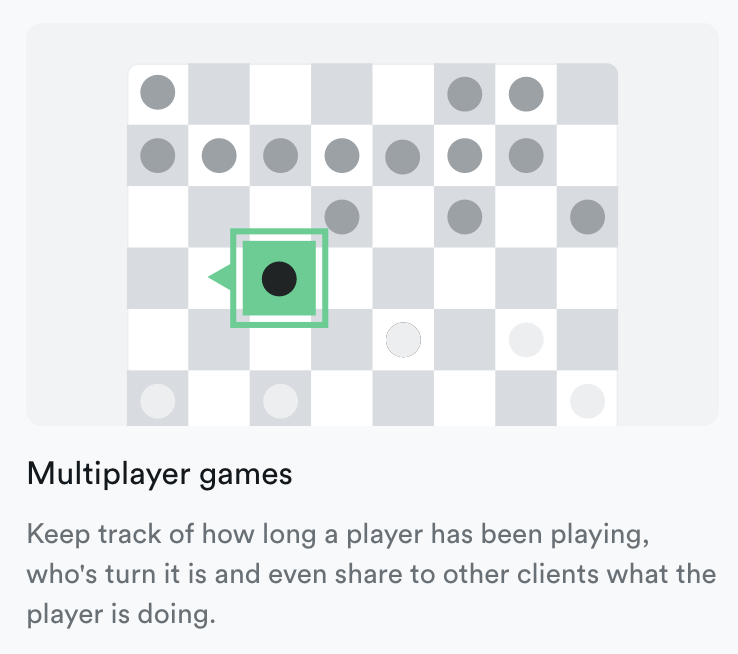 Multiplayer games
Keep track of how long a player has been playing,
who's turn it is and even share to other clients what the
player is doing.